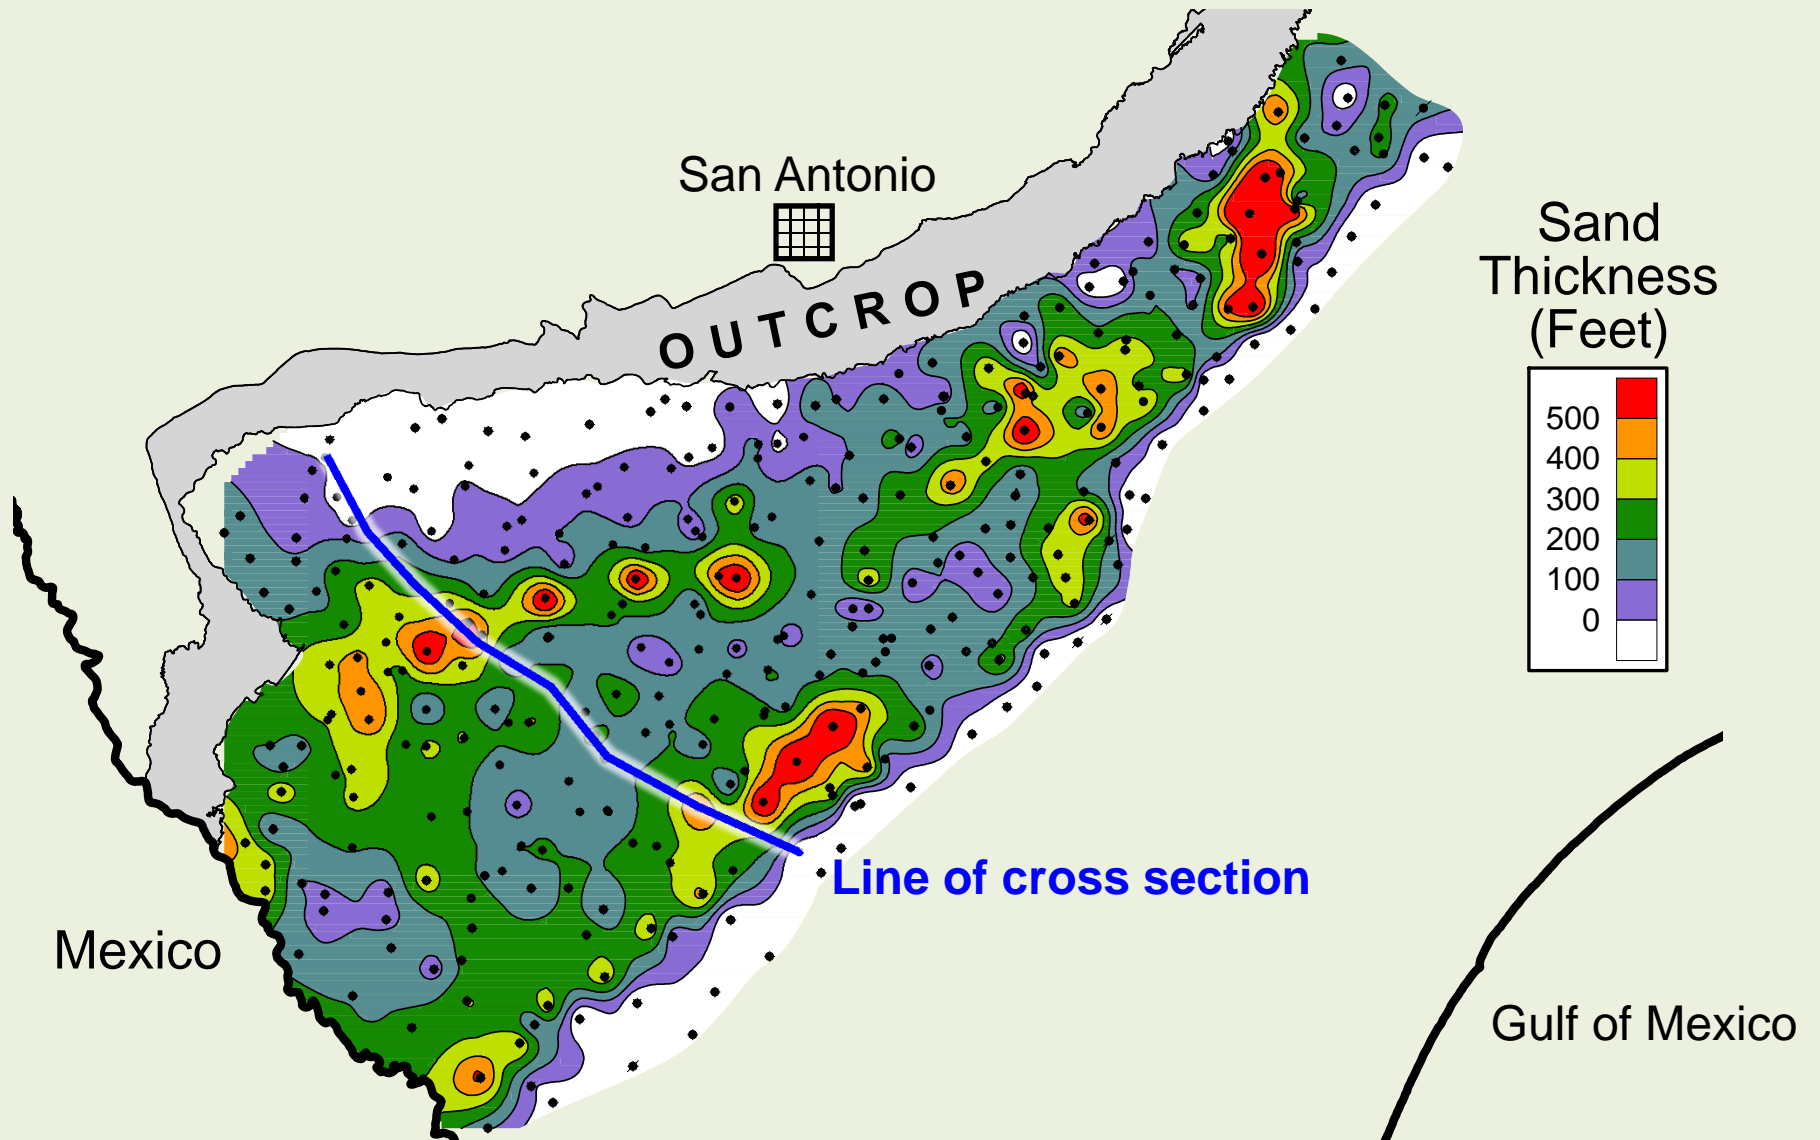 San Antonio
OUTCROP
Sand
Thickness
(Feet)
500
400
300
200
100
0
Line of cross section
Mexico
Gulf of Mexico